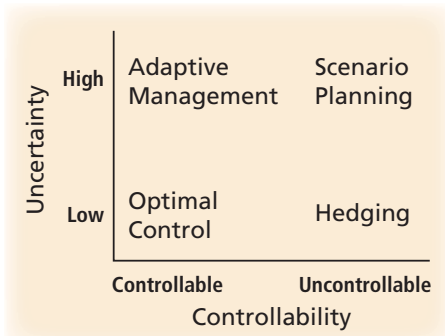 Uncertainty
High
Adaptive
Management
Scenario
Planning
Low
Optimal
Control
Hedging
Controllable
Uncontrollable
Controllability